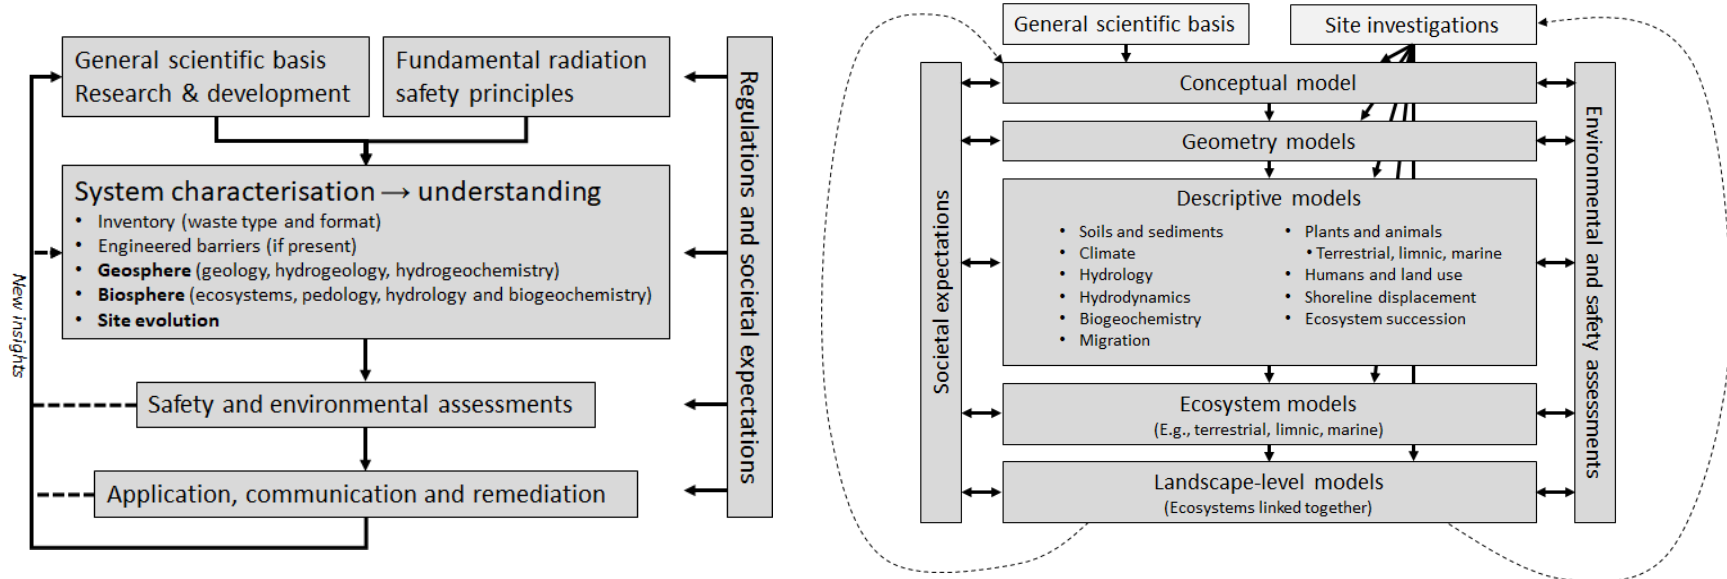 General scientific basis
Research & development
Fundamental radiation
safety principles
System characterisation → understanding
• Inventory (waste type and format)
• Engineered barriers (if present)
• Geosphere (geology, hydrogeology, hydrogeochemistry)
• Biosphere (ecosystems, pedology, hydrology and biogeochemistry)
• Site evolution
Safety and environmental assessments
Application, communication and remediation
New insights
Regulations and societal expectations
General scientific basis
Site investigations
Conceptual model
Geometry models
Descriptive models
• Soils and sediments
• Climate
• Hydrology
• Hydrodynamics
• Biogeochemistry
• Migration
• Plants and animals
• Terrestrial, limnic, marine
• Humans and land use
• Shoreline displacement
• Ecosystem succession
Ecosystem models
(E.g., terrestrial, limnic, marine)
Landscape-level models
(Ecosystems linked together)
Societal expectations
Environmental and safety assessments